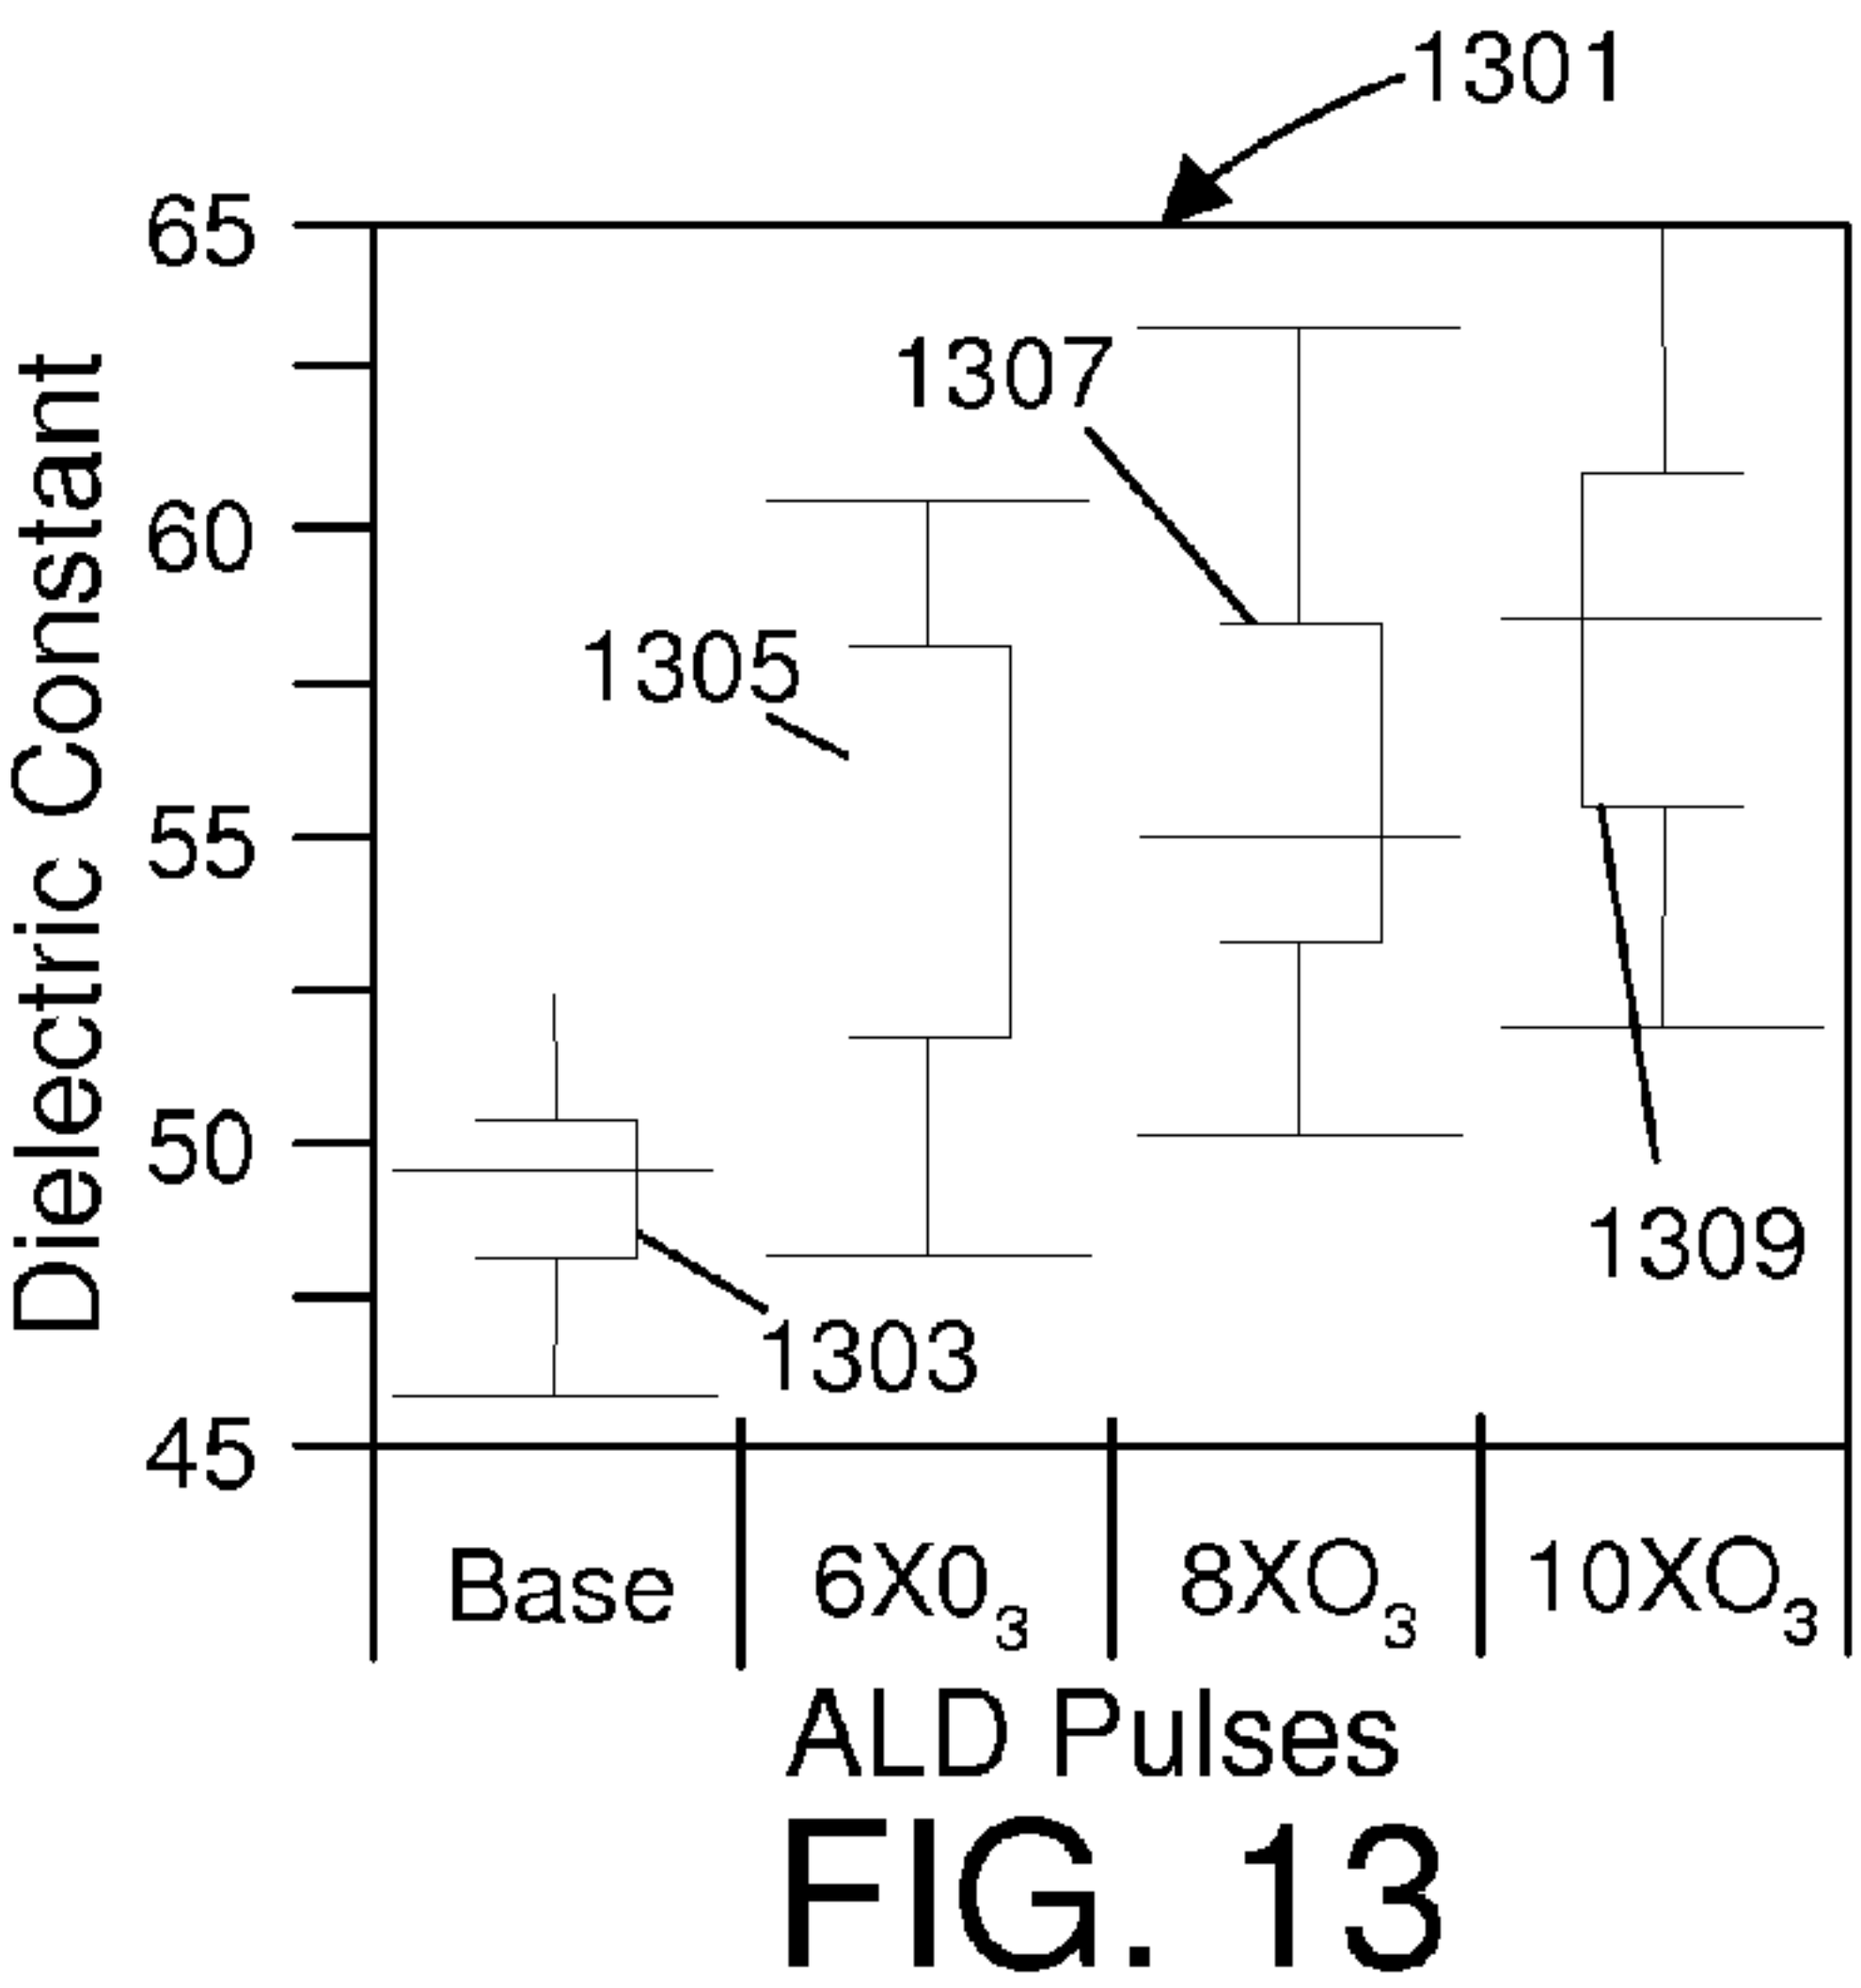 1301
65
1307
60
1305
55
50
1309
1303
45
Dielectric Constant
Base 6X0₃ 8XO₃ 10XO₃
ALD Pulses
FIG. 13